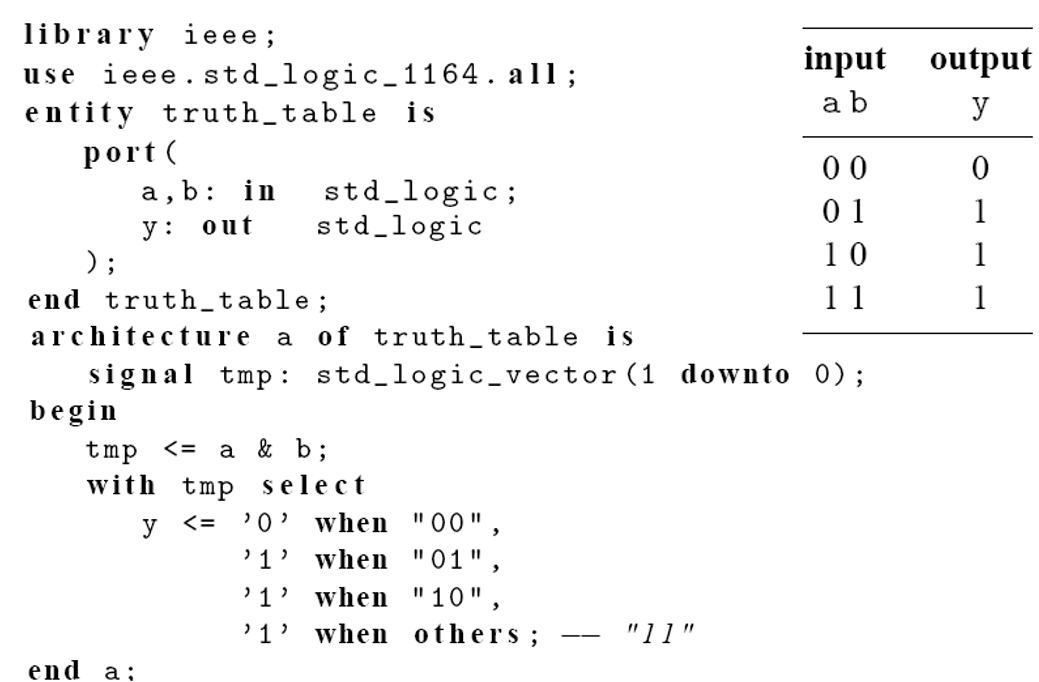 library ieee;
use ieee.std_logic_1164.all;
entity truth_table is
port(
a,b: in std_logic;
y: out std_logic
);
end truth_table;
architecture a of truth_table is
signal tmp: std_logic_vector(1 downto 0);
begin
tmp <= a & b;
with tmp select
y <= ’0’ when "00",
’1’ when "01",
’1’ when "10",
’1’ when others; -- "11"
end a;
input output
a b y
0 0 0
0 1 1
1 0 1
1 1 1